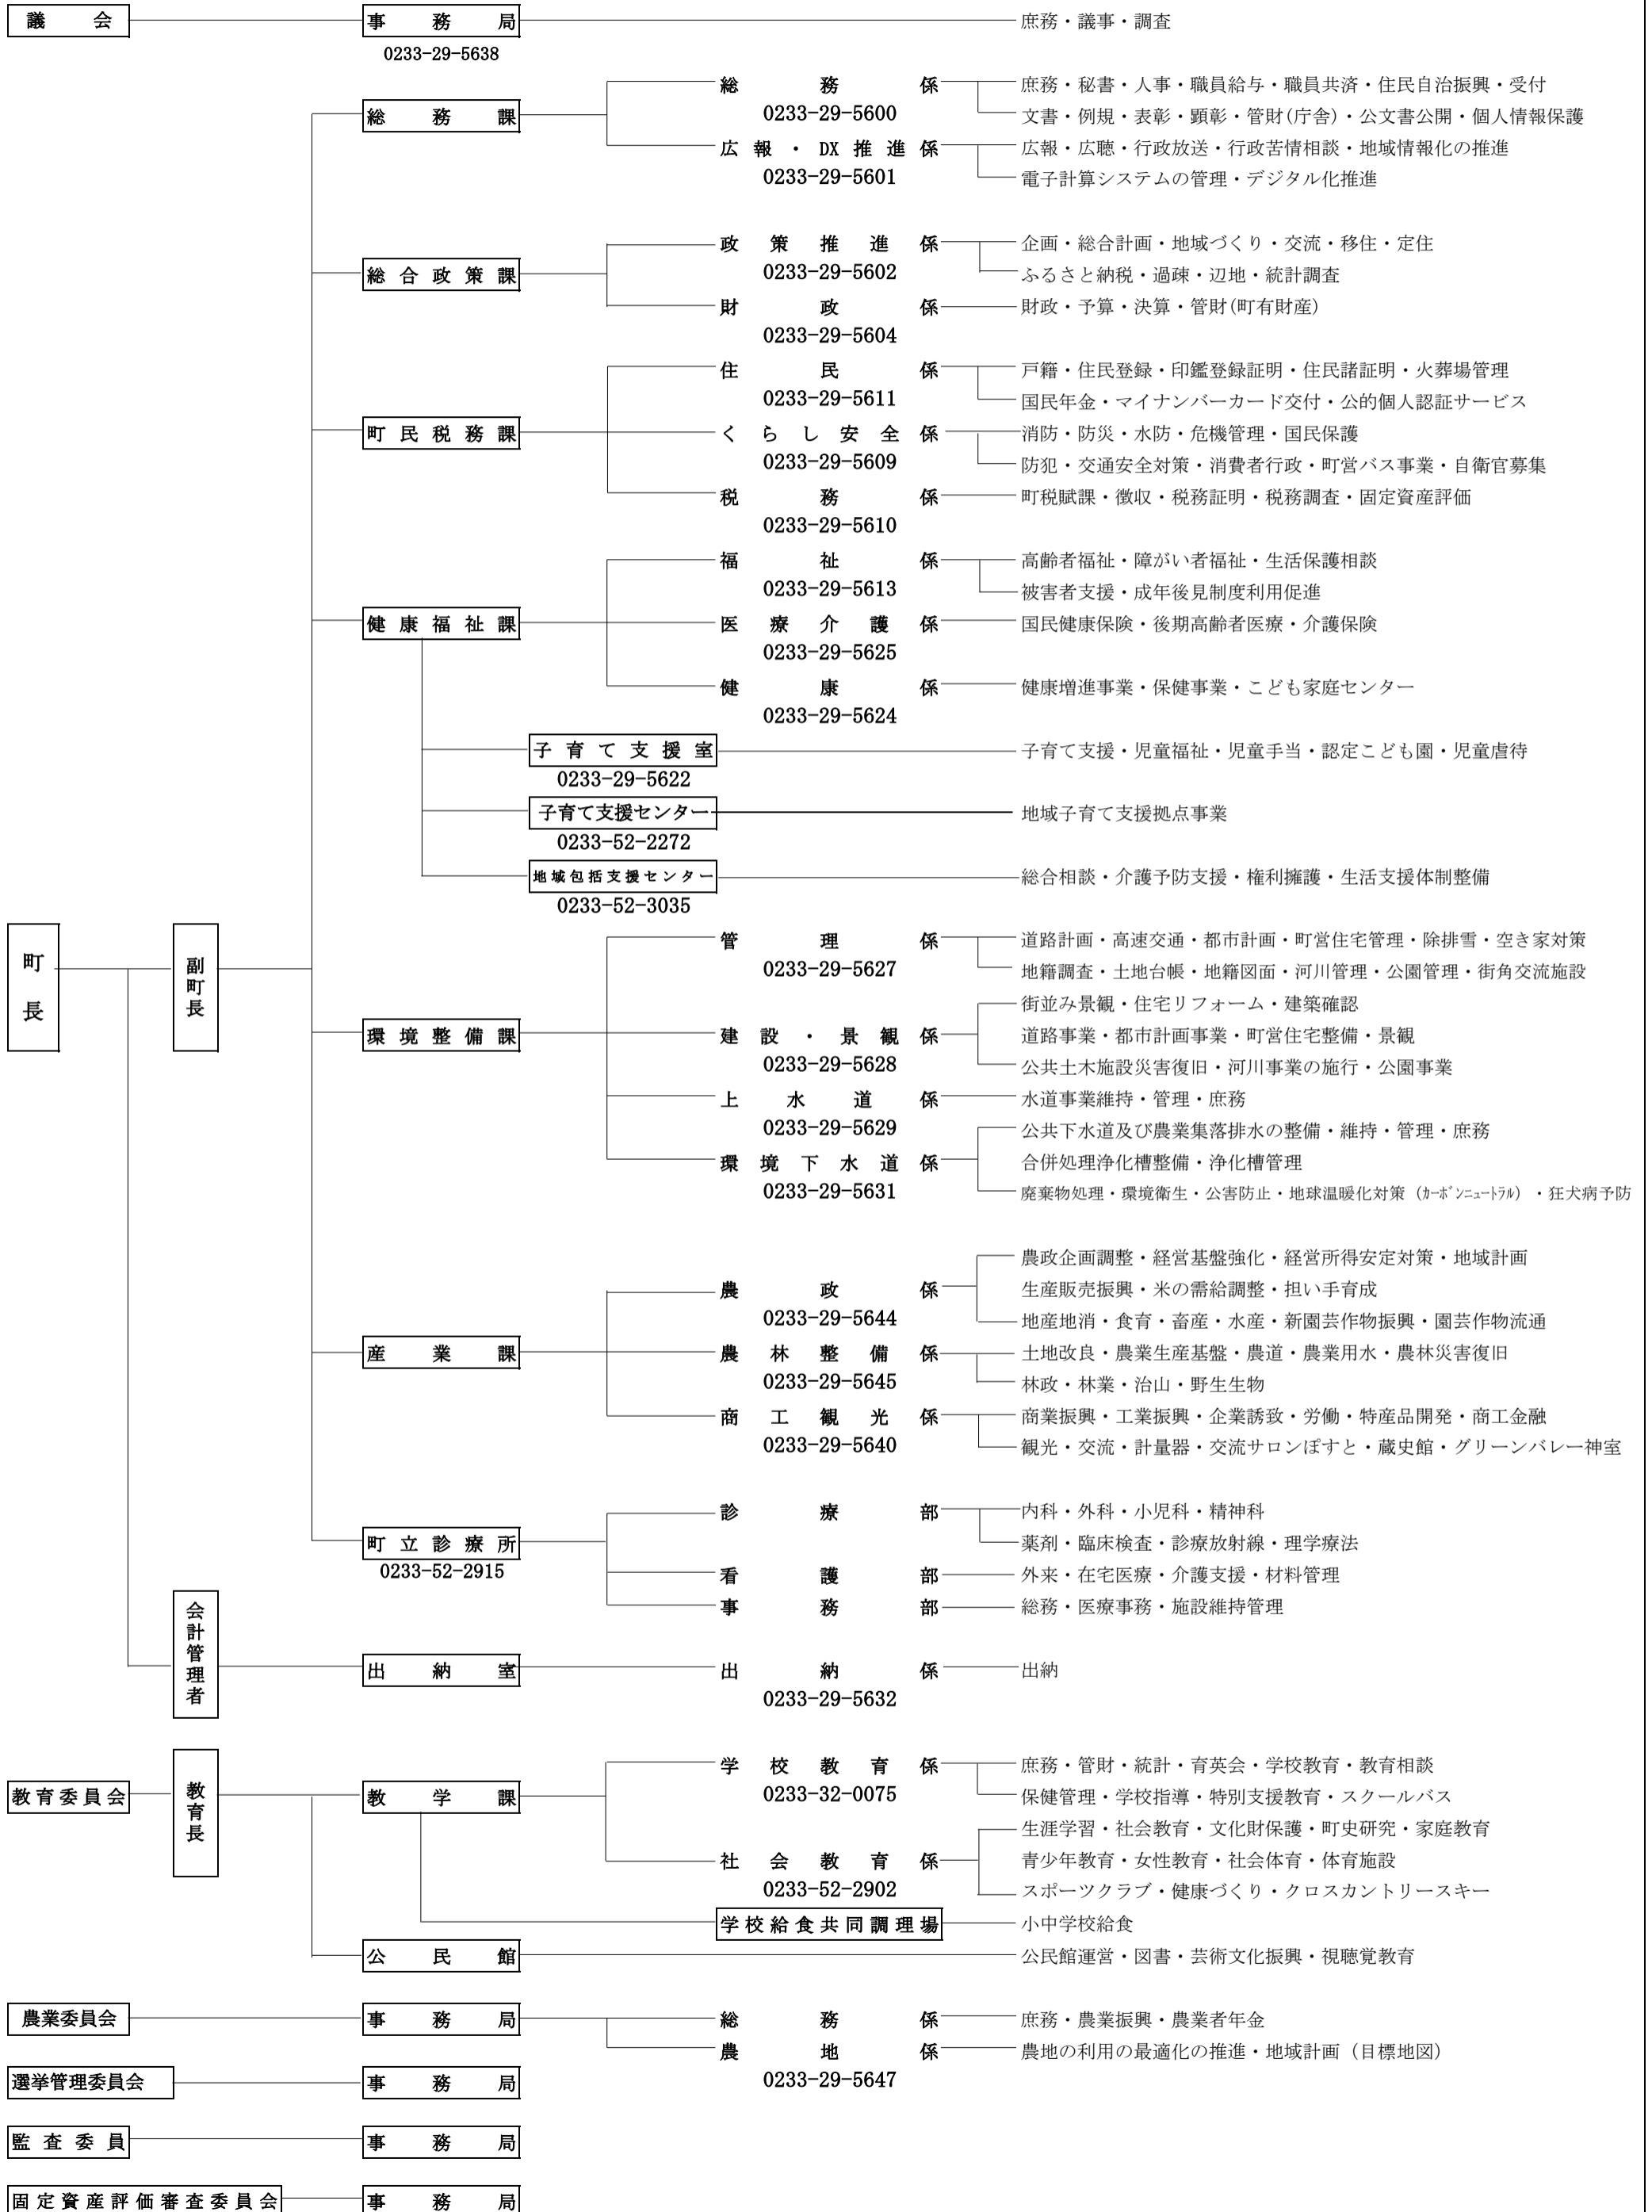 議会 事務局 庶務・議事・調査
0233-29-5638
総務係 庶務・秘書・人事・職員給与・職員共済・住民自治振興・受付
総務課 0233-29-5600 文書・例規・表彰・顕彰・管財(庁舎)・公文書公開・個人情報保護
広報・DX推進係 広報・広聴・行政放送・行政苦情相談・地域情報化の推進
0233-29-5601 電子計算システムの管理・デジタル化推進
政策推進係 企画・総合計画・地域づくり・交流・移住・定住
総合政策課 0233-29-5602 ふるさと納税・過疎・辺地・統計調査
財政係 財政・予算・決算・管財(町有財産)
0233-29-5604
住民係 戸籍・住民登録・印鑑登録証明・住民諸証明・火葬場管理
0233-29-5611 国民年金・マイナンバーカード交付・公的個人認証サービス
町民税務課 くらし安全係 消防・防災・水防・危機管理・国民保護
0233-29-5609 防犯・交通安全対策・消費者行政・町営バス事業・自衛官募集
税務係 町税賦課・徴収・税務証明・税務調査・固定資産評価
0233-29-5610
福祉係 高齢者福祉・障がい者福祉・生活保護相談
0233-29-5613 被害者支援・成年後見制度利用促進
健康福祉課 医療介護係 国民健康保険・後期高齢者医療・介護保険
0233-29-5625
健康係 健康増進事業・保健事業・こども家庭センター
0233-29-5624
子育て支援室 子育て支援・児童福祉・児童手当・認定こども園・児童虐待
0233-29-5622
子育て支援センター 地域子育て支援拠点事業
0233-52-2272
地域包括支援センター 総合相談・介護予防支援・権利擁護・生活支援体制整備
0233-52-3035
町長 副町長 管理係 道路計画・高速交通・都市計画・町営住宅管理・除排雪・空き家対策
0233-29-5627 地籍調査・土地台帳・地籍図面・河川管理・公園管理・街角交流施設
街並み景観・住宅リフォーム・建築確認
環境整備課 建設・景観係 道路事業・都市計画事業・町営住宅整備・景観
0233-29-5628 公共土木施設災害復旧・河川事業の施行・公園事業
上水道係 水道事業維持・管理・庶務
0233-29-5629 公共下水道及び農業集落排水の整備・維持・管理・庶務
環境下水道係 合併処理浄化槽整備・浄化槽管理
0233-29-5631 廃棄物処理・環境衛生・公害防止・地球温暖化対策（ｶｰﾎﾞﾝﾆｭｰﾄﾗﾙ）・狂犬病予防
農政企画調整・経営基盤強化・経営所得安定対策・地域計画
農政係 生産販売振興・米の需給調整・担い手育成
0233-29-5644 地産地消・食育・畜産・水産・新園芸作物振興・園芸作物流通
産業課 農林整備係 土地改良・農業生産基盤・農道・農業用水・農林災害復旧
0233-29-5645 林政・林業・治山・野生生物
商工観光係 商業振興・工業振興・企業誘致・労働・特産品開発・商工金融
0233-29-5640 観光・交流・計量器・交流サロンぽすと・蔵史館・グリーンバレー神室
診療部 内科・外科・小児科・精神科
町立診療所 薬剤・臨床検査・診療放射線・理学療法
0233-52-2915 看護部 外来・在宅医療・介護支援・材料管理
事務部 総務・医療事務・施設維持管理
会計管理者 出納室 出納係 出納
0233-29-5632
学校教育係 庶務・管財・統計・育英会・学校教育・教育相談
教育委員会 教育長 教学課 0233-32-0075 保健管理・学校指導・特別支援教育・スクールバス
生涯学習・社会教育・文化財保護・町史研究・家庭教育
社会教育係 青少年教育・女性教育・社会体育・体育施設
0233-52-2902 スポーツクラブ・健康づくり・クロスカントリースキー
学校給食共同調理場 小中学校給食
公民館 公民館運営・図書・芸術文化振興・視聴覚教育
農業委員会 事務局 総務係 庶務・農業振興・農業者年金
農地係 農地の利用の最適化の推進・地域計画（目標地図）
0233-29-5647
選挙管理委員会 事務局
監査委員 事務局
固定資産評価審査委員会 事務局